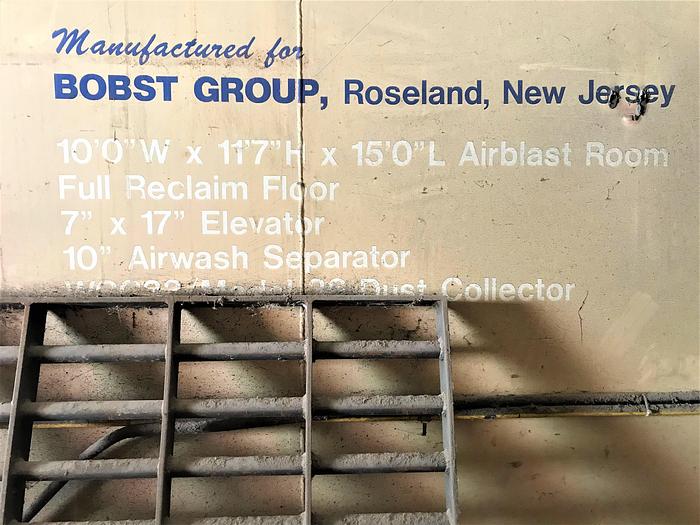 Manufactured for
BOBST GROUP, Roseland, New Jersey
10'0"W x 11'7"H x 15'0"L Airblast Room
Full Reclaim Floor
7" x 17" Elevator
10" Airwash Separator
Dust Collector